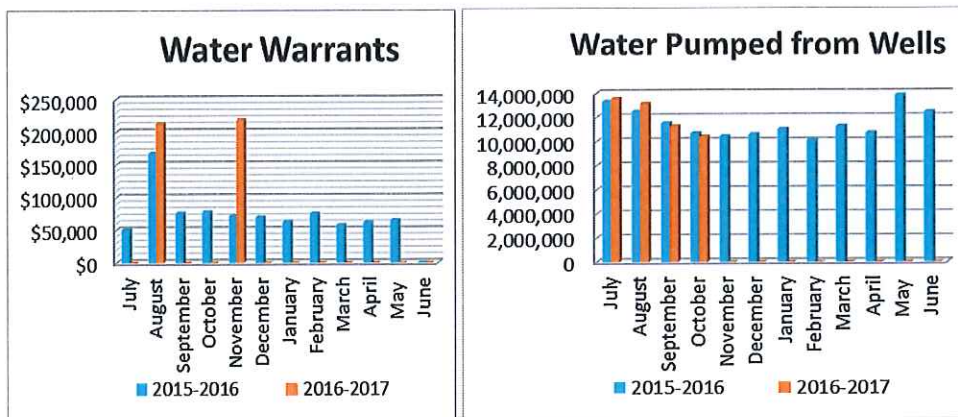 Water Warrants
$250,000
$200,000
$150,000
$100,000
$50,000
$0
July
August
September
October
November
December
January
February
March
April
May
June
2015-2016
2016-2017
Water Pumped from Wells
14,000,000
12,000,000
10,000,000
8,000,000
6,000,000
4,000,000
2,000,000
0
July
August
September
October
November
December
January
February
March
April
May
June
2015-2016
2016-2017